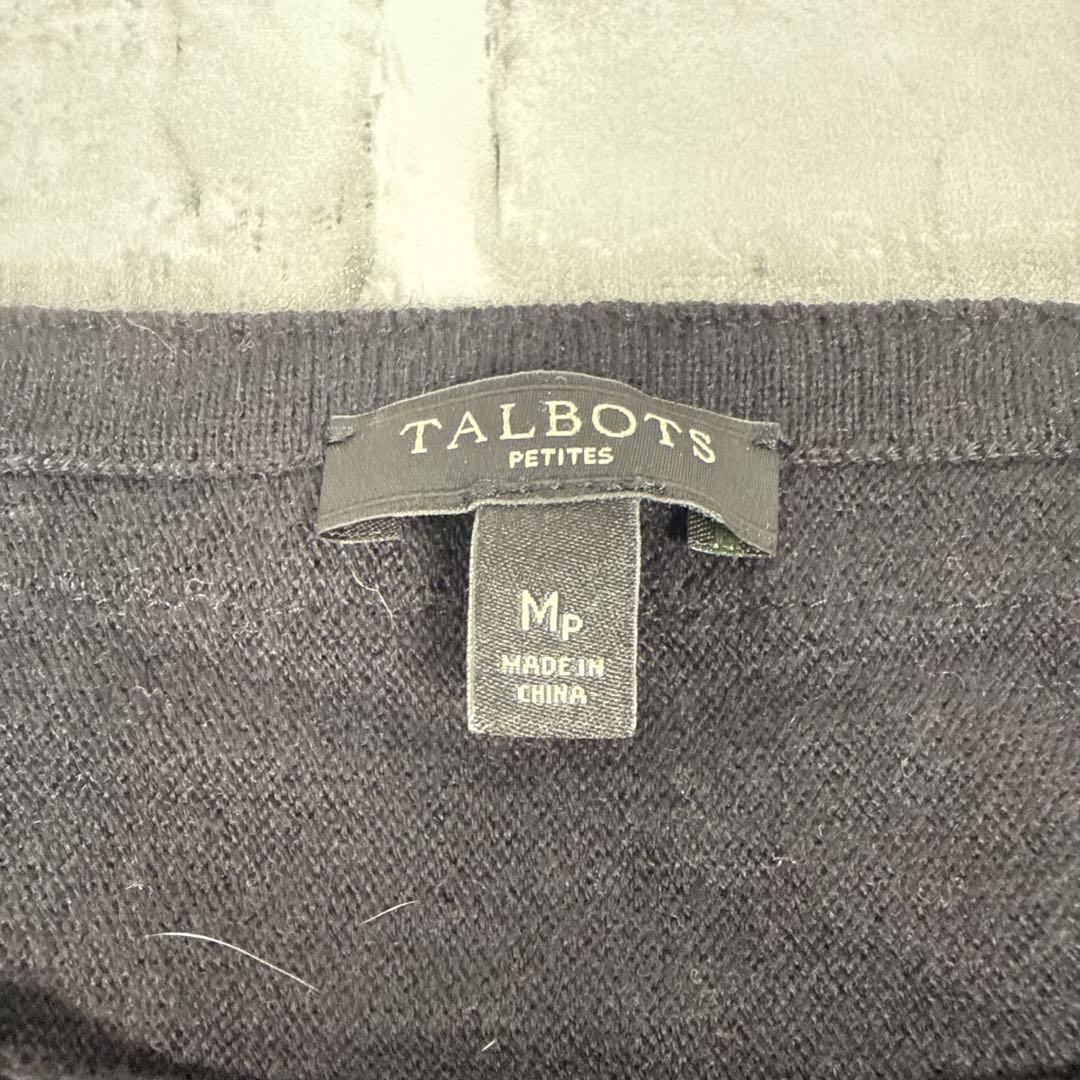 TALBOTS
PETITES
MP
MADE IN
CHINA